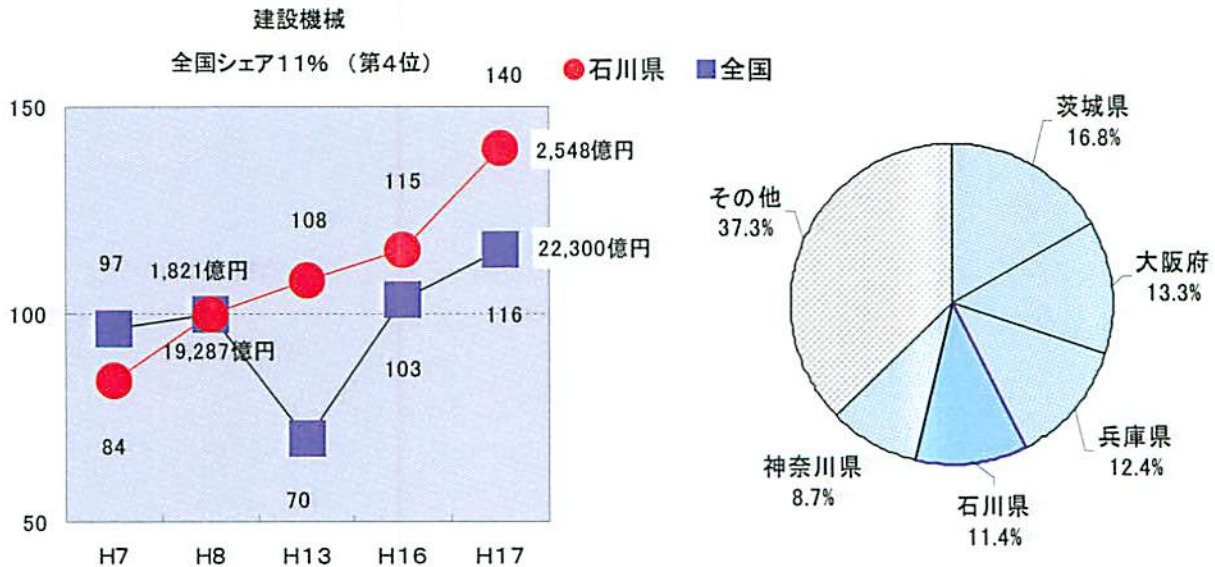 建設機械
全国シェア11% （第4位）
石川県 全国
150
100
50
140
2,548億円
115
108
97
1,821億円
22,300億円
116
19,287億円
103
84
70
H7 H8 H13 H16 H17
茨城県
16.8%
大阪府
13.3%
兵庫県
12.4%
石川県
11.4%
神奈川県
8.7%
その他
37.3%